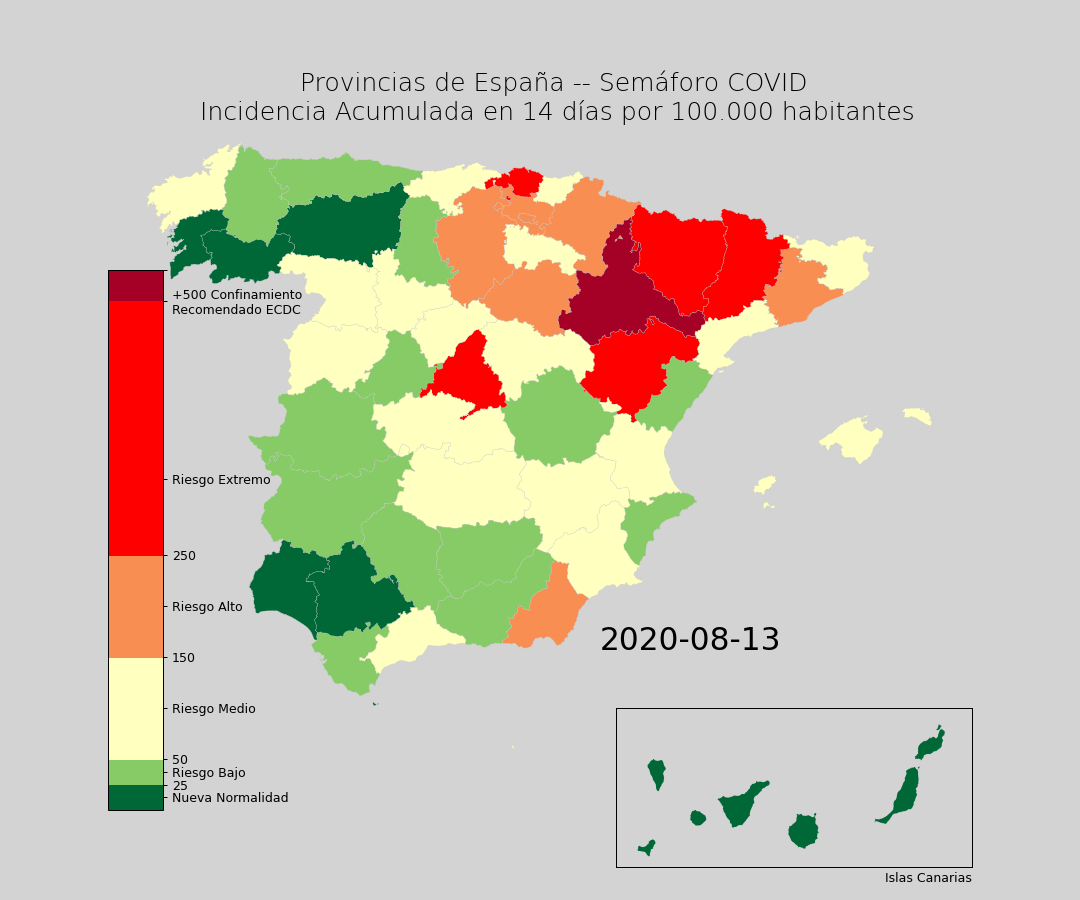 Provincias de España -- Semáforo COVID
Incidencia Acumulada en 14 días por 100.000 habitantes
+500 Confinamiento
Recomendado ECDC
Riesgo Extremo
250
Riesgo Alto
150
Riesgo Medio
50
Riesgo Bajo
25
Nueva Normalidad
2020-08-13
Islas Canarias